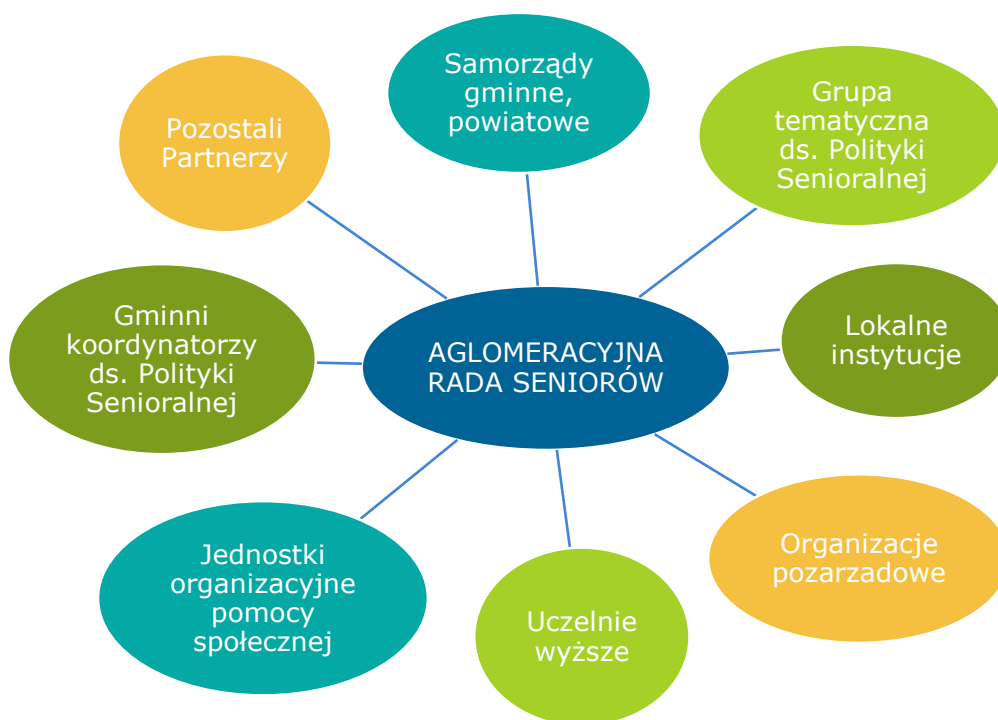 Samorządy
gminne,
powiatowe
Grupa
tematyczna
ds. Polityki
Senioralnej
Pozostali
Partnerzy
Gminni
koordynatorzy
ds. Polityki
Senioralnej
AGLOMERACYJNA
RADA SENIORÓW
Lokalne
instytucje
Jednostki
organizacyjne
pomocy
społecznej
Uczelnie
wyższe
Organizacje
pozarzadowe